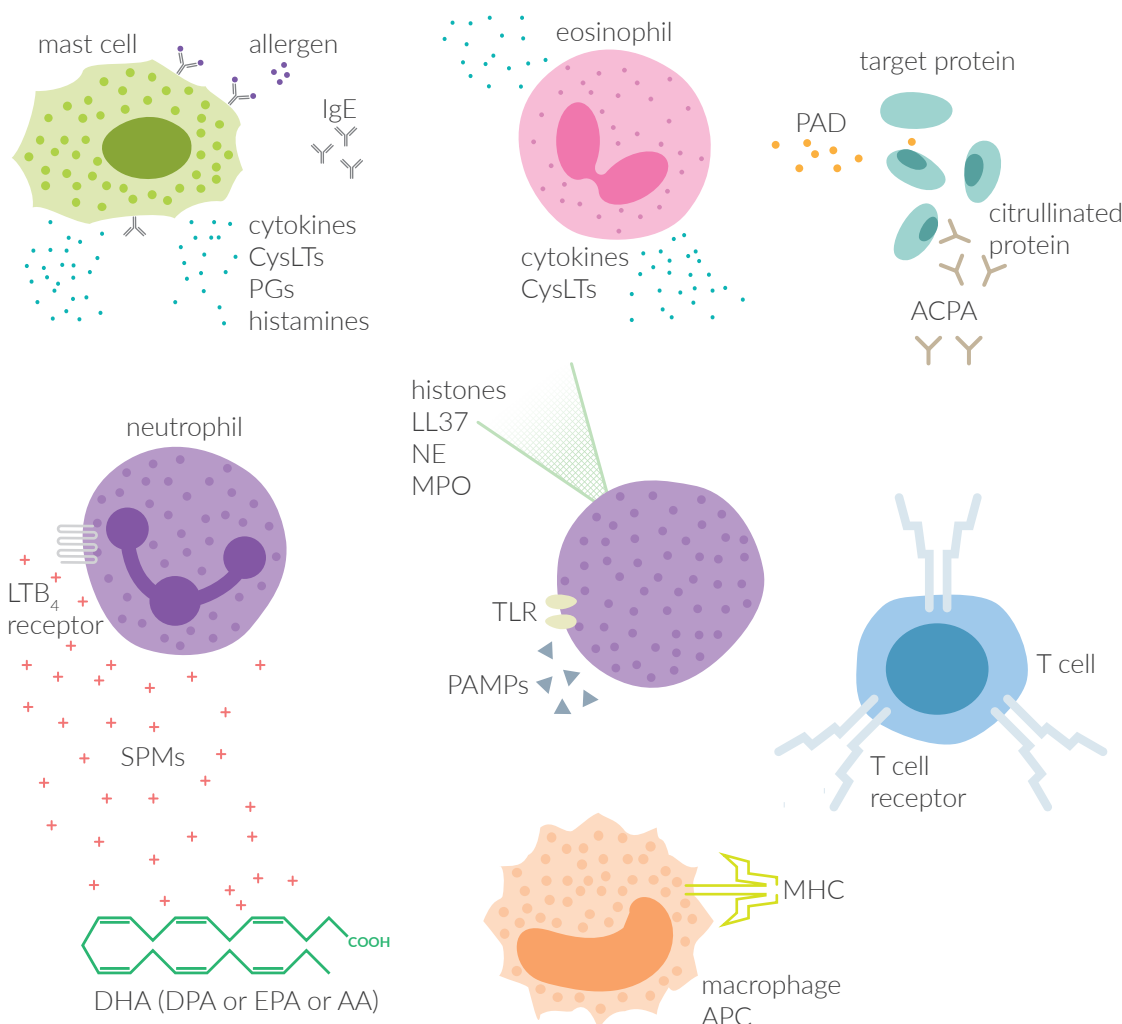 mast cell
allergen
IgE
cytokines
CysLTs
PGs
histamines
eosinophil
cytokines
CysLTs
target protein
PAD
citrullinated
protein
ACPA
neutrophil
LTB4
receptor
SPMs
COOH
DHA (DPA or EPA or AA)
histones
LL37
NE
MPO
TLR
PAMPs
T cell
T cell
receptor
MHC
macrophage
APC